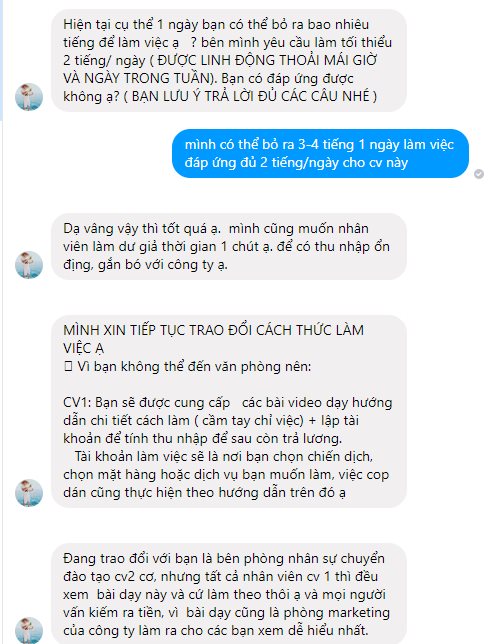 Hiện tại cụ thể 1 ngày bạn có thể bỏ ra bao nhiêu
tiếng để làm việc ạ ? bên mình yêu cầu làm tối thiểu
2 tiếng/ ngày ( ĐƯỢC LINH ĐỘNG THOẢI MÁI GIỜ
VÀ NGÀY TRONG TUẦN). Bạn có đáp ứng được
không ạ? ( BẠN LƯU Ý TRẢ LỜI ĐỦ CÁC CÂU NHÉ )
mình có thể bỏ ra 3-4 tiếng 1 ngày làm việc
đáp ứng đủ 2 tiếng/ngày cho cv này
Dạ vâng vậy thì tốt quá ạ. mình cũng muốn nhân
viên làm dư giả thời gian 1 chút ạ. để có thu nhập ổn
địng, gắn bó với công ty ạ.
MÌNH XIN TIẾP TỤC TRAO ĐỔI CÁCH THỨC LÀM
VIỆC Ạ
Vì bạn không thể đến văn phòng nên:
CV1: Bạn sẽ được cung cấp các bài video dạy hướng
dẫn chi tiết cách làm ( cầm tay chỉ việc) + lập tài
khoản để tính thu nhập để sau còn trả lương.
Tài khoản làm việc sẽ là nơi bạn chọn chiến dịch,
chọn mặt hàng hoặc dịch vụ bạn muốn làm, việc cop
dán cũng thực hiện theo hướng dẫn trên đó ạ
Đang trao đổi với bạn là bên phòng nhân sự chuyển
đào tạo cv2 cơ, nhưng tất cả nhân viên cv 1 thì đều
xem bài dạy này và cứ làm theo thôi ạ và mọi người
vấn kiếm ra tiền, vì bài dạy cũng là phòng marketing
của công ty làm ra cho các bạn xem dễ hiểu nhất.